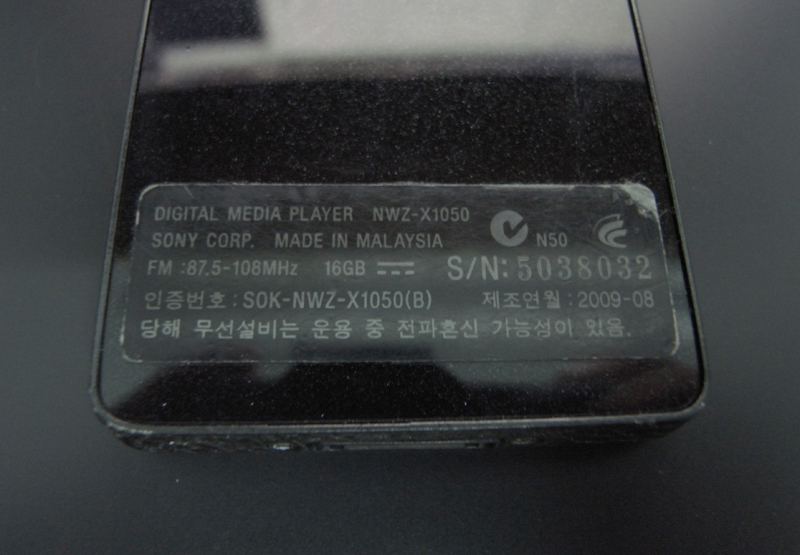 DIGITAL MEDIA PLAYER NWZ-X1050
SONY CORP. MADE IN MALAYSIA N50
FM :87.5-108MHz 16GB S/N: 5038032
인증번호 : SOK-NWZ-X1050(B) 제조연월 : 2009-08
당해 무선설비는 운용 중 전파혼신 가능성이 있음.